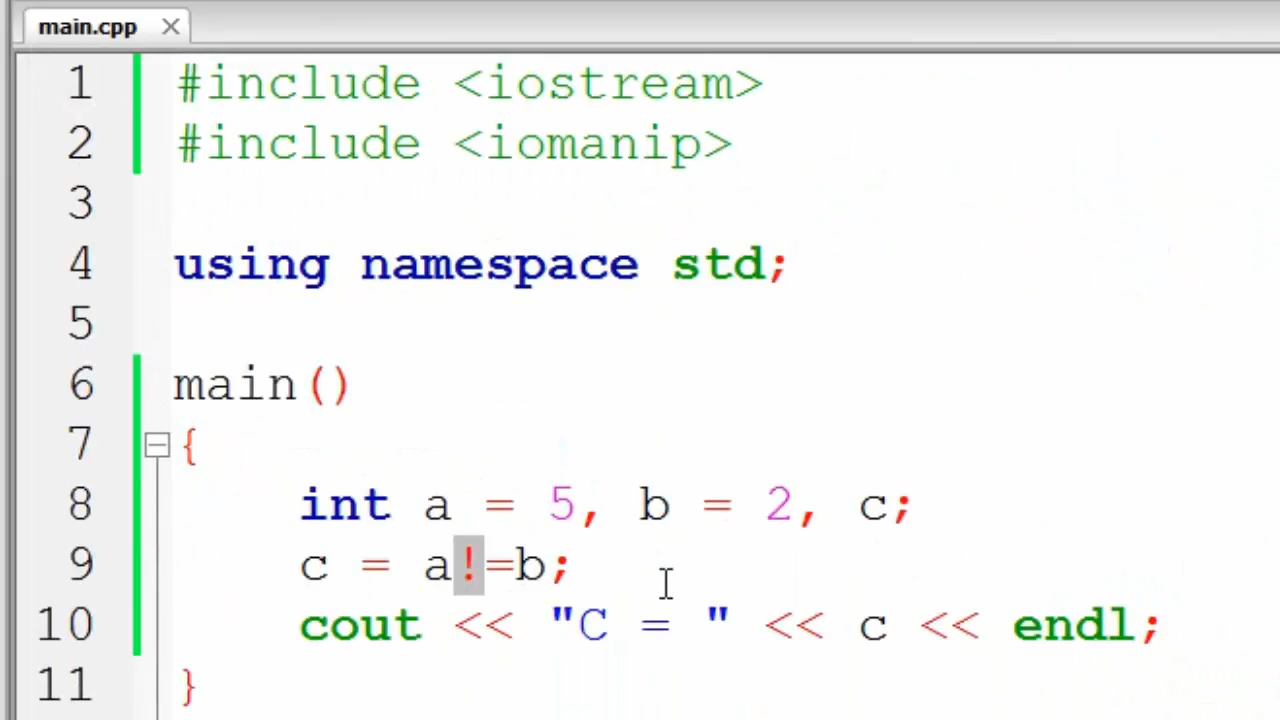 main.cpp
1 #include <iostream>
2 #include <iomanip>
3
4 using namespace std;
5
6 main()
7 {
8 int a = 5, b = 2, c;
9 c = a!=b;
10 cout << "C = " << c << endl;
11 }